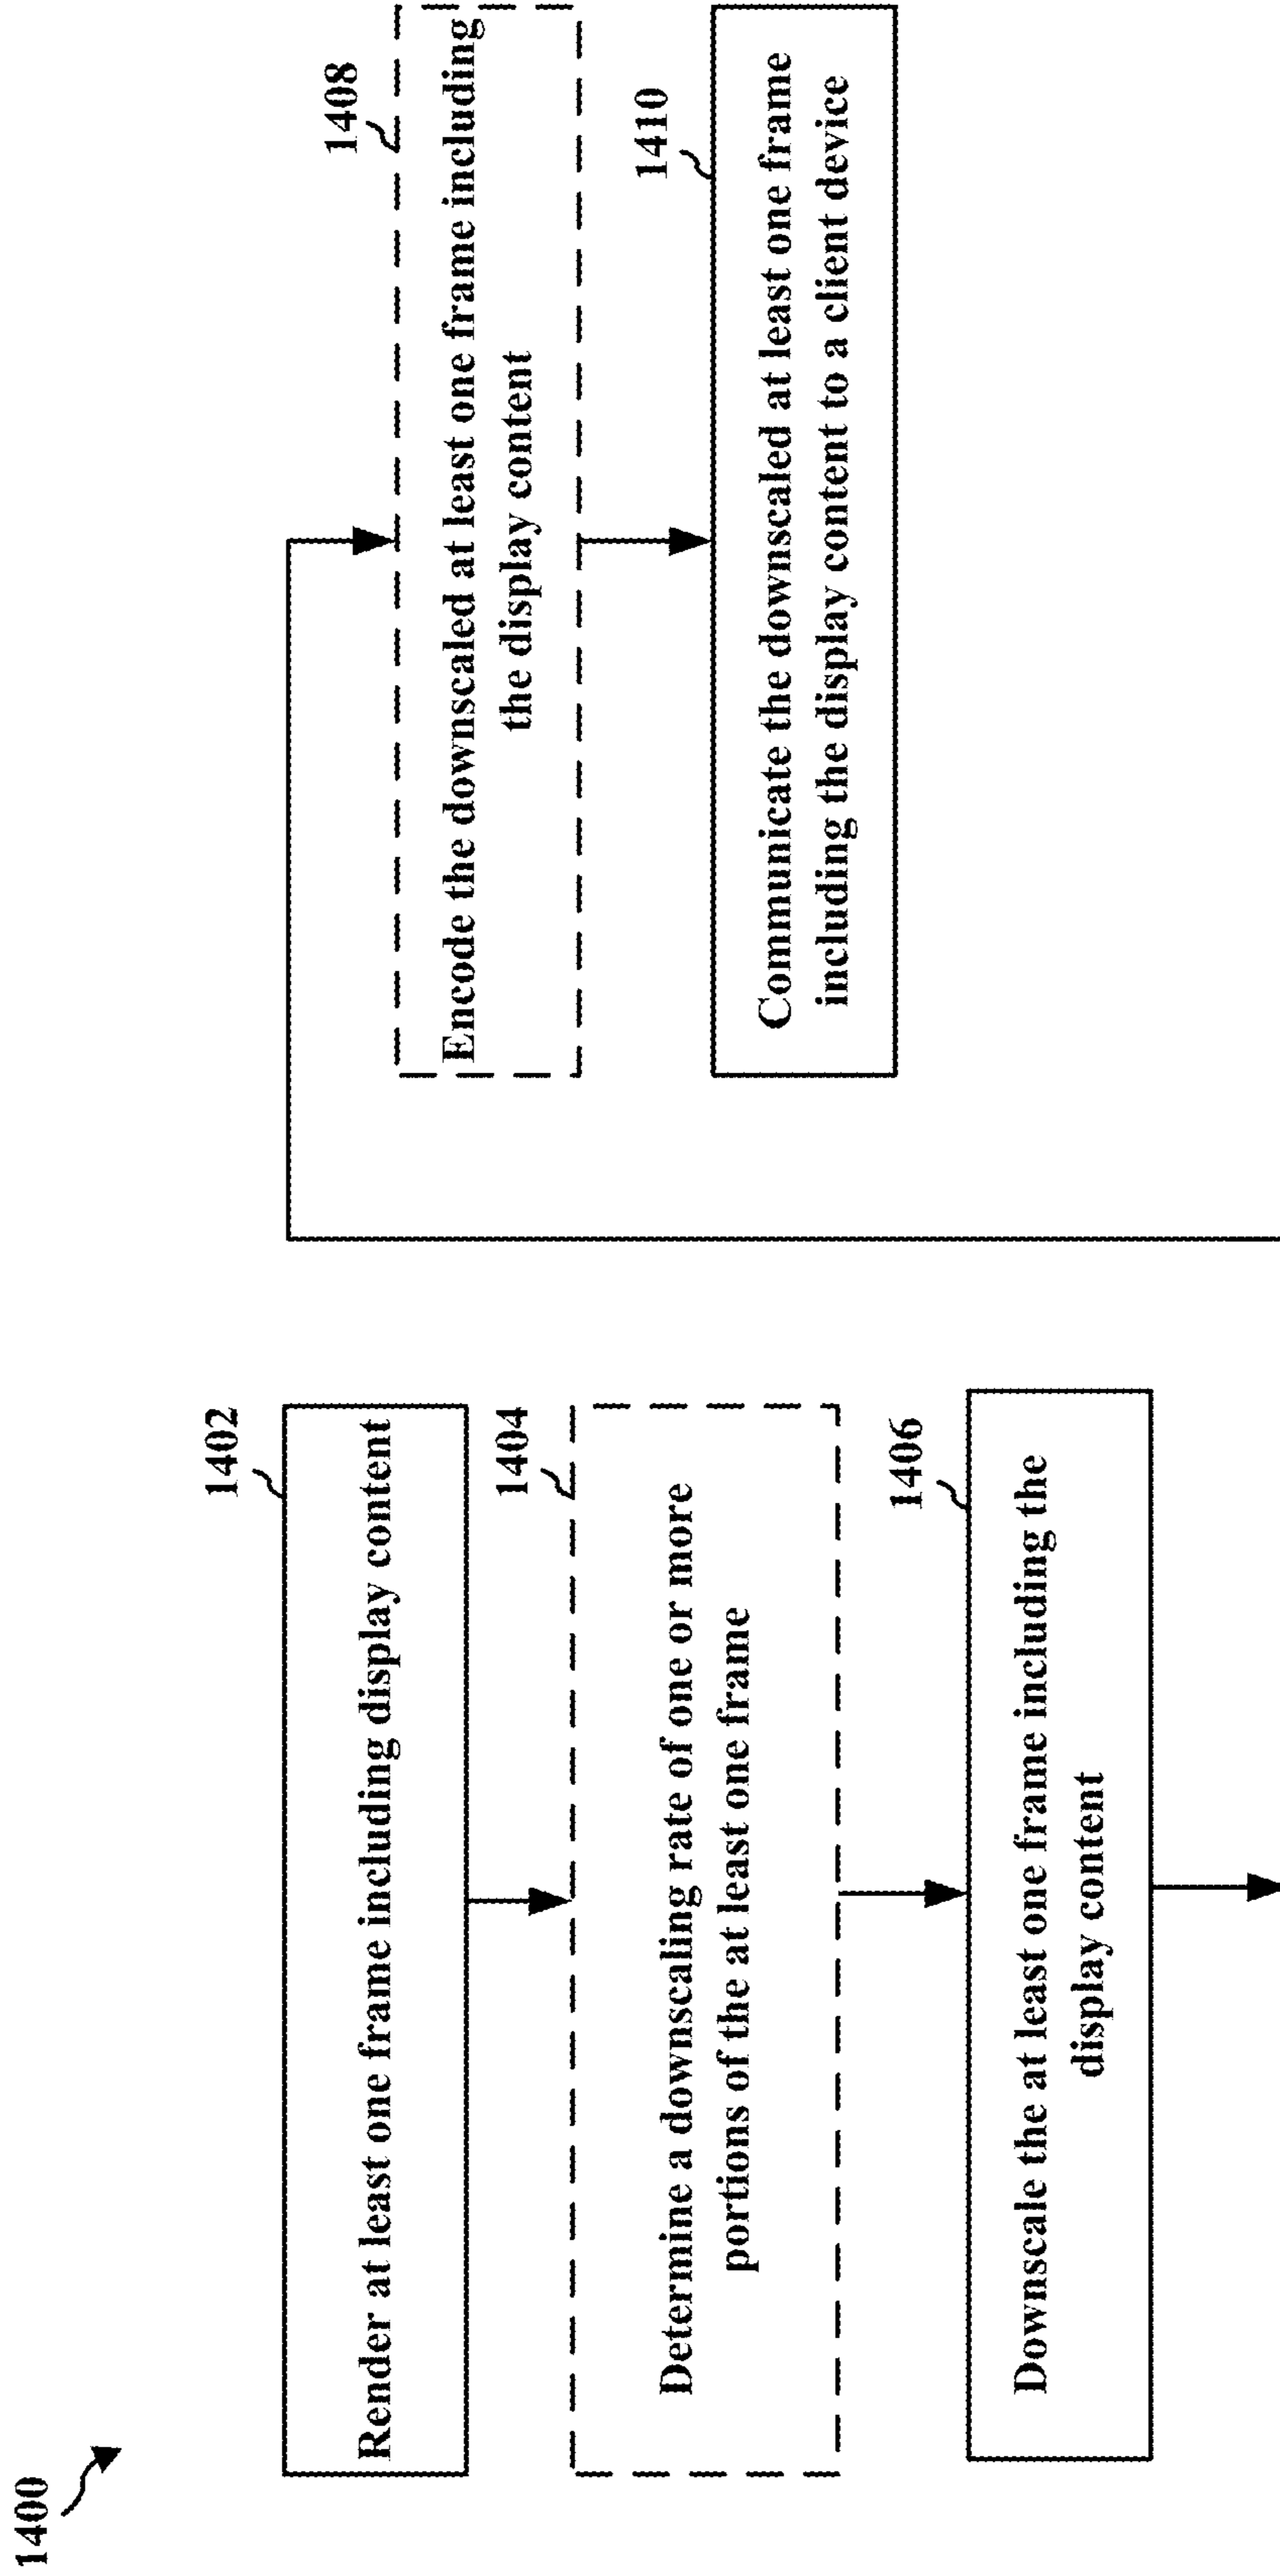 1400
1402
Render at least one frame including display content
1404
Determine a downscaling rate of one or more
portions of the at least one frame
1406
Downscale the at least one frame including the
display content
1408
Encode the downscaled at least one frame including
the display content
1410
Communicate the downscaled at least one frame
including the display content to a client device